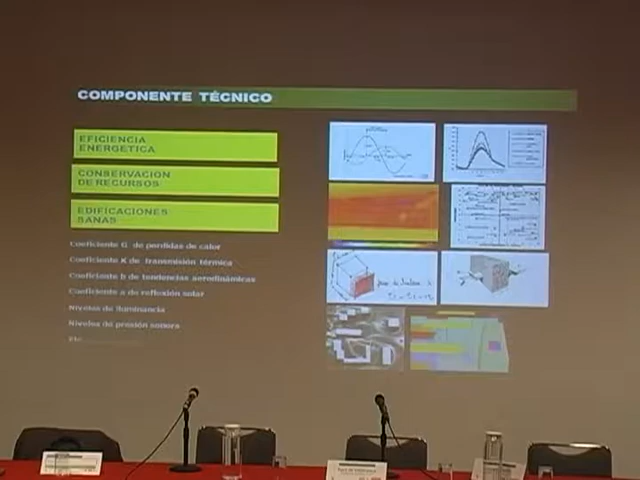 COMPONENTE TÉCNICO
EFICIENCIA
ENERGETICA
CONSERVACION
DE RECURSOS
EDIFICACIONES
SANAS
Coeficiente G de perdidas de calor
Coeficiente K de transmisión térmica
Coeficiente b de tendencias aerodinámicas
Coeficiente a de reflexión solar
Niveles de iluminancia
Niveles de presión sonora
Etc